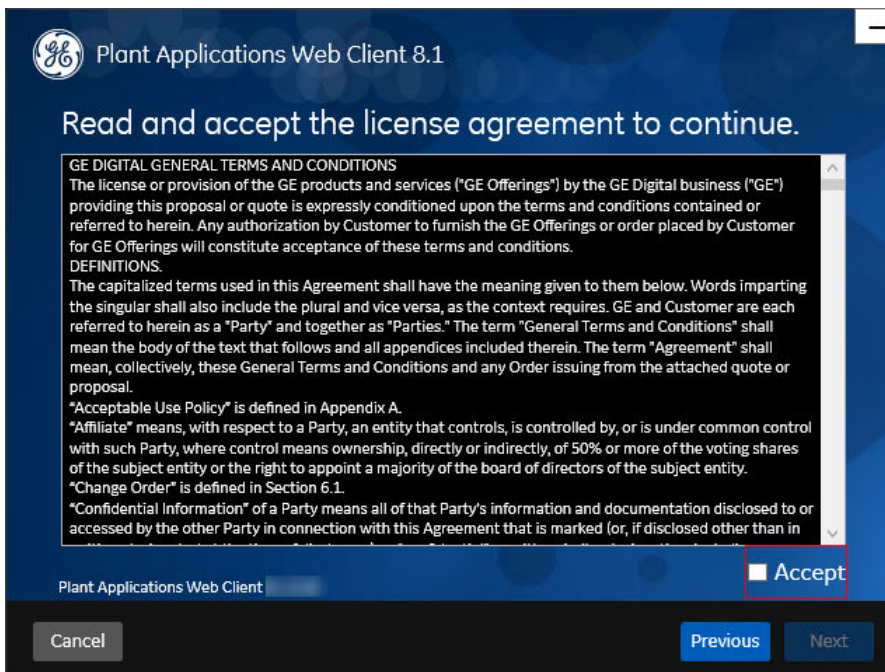 Plant Applications Web Client 8.1
Read and accept the license agreement to continue.
GE DIGITAL GENERAL TERMS AND CONDITIONS
The license or provision of the GE products and services ("GE Offerings") by the GE Digital business ("GE")
providing this proposal or quote is expressly conditioned upon the terms and conditions contained or
referred to herein. Any authorization by Customer to furnish the GE Offerings or order placed by Customer
for GE Offerings will constitute acceptance of these terms and conditions.
DEFINITIONS.
The capitalized terms used in this Agreement shall have the meaning given to them below. Words imparting
the singular shall also include the plural and vice versa, as the context requires. GE and Customer are each
referred to herein as a "Party" and together as "Parties." The term "General Terms and Conditions" shall
mean the body of the text that follows and all appendices included therein. The term "Agreement" shall
mean, collectively, these General Terms and Conditions and any Order issuing from the attached quote or
proposal.
“Acceptable Use Policy” is defined in Appendix A.
“Affiliate” means, with respect to a Party, an entity that controls, is controlled by, or is under common control
with such Party, where control means ownership, directly or indirectly, of 50% or more of the voting shares
of the subject entity or the right to appoint a majority of the board of directors of the subject entity.
“Change Order” is defined in Section 6.1.
“Confidential Information” of a Party means all of that Party's information and documentation disclosed to or
accessed by the other Party in connection with this Agreement that is marked (or, if disclosed other than in
Accept
Plant Applications Web Client
Cancel
Previous
Next